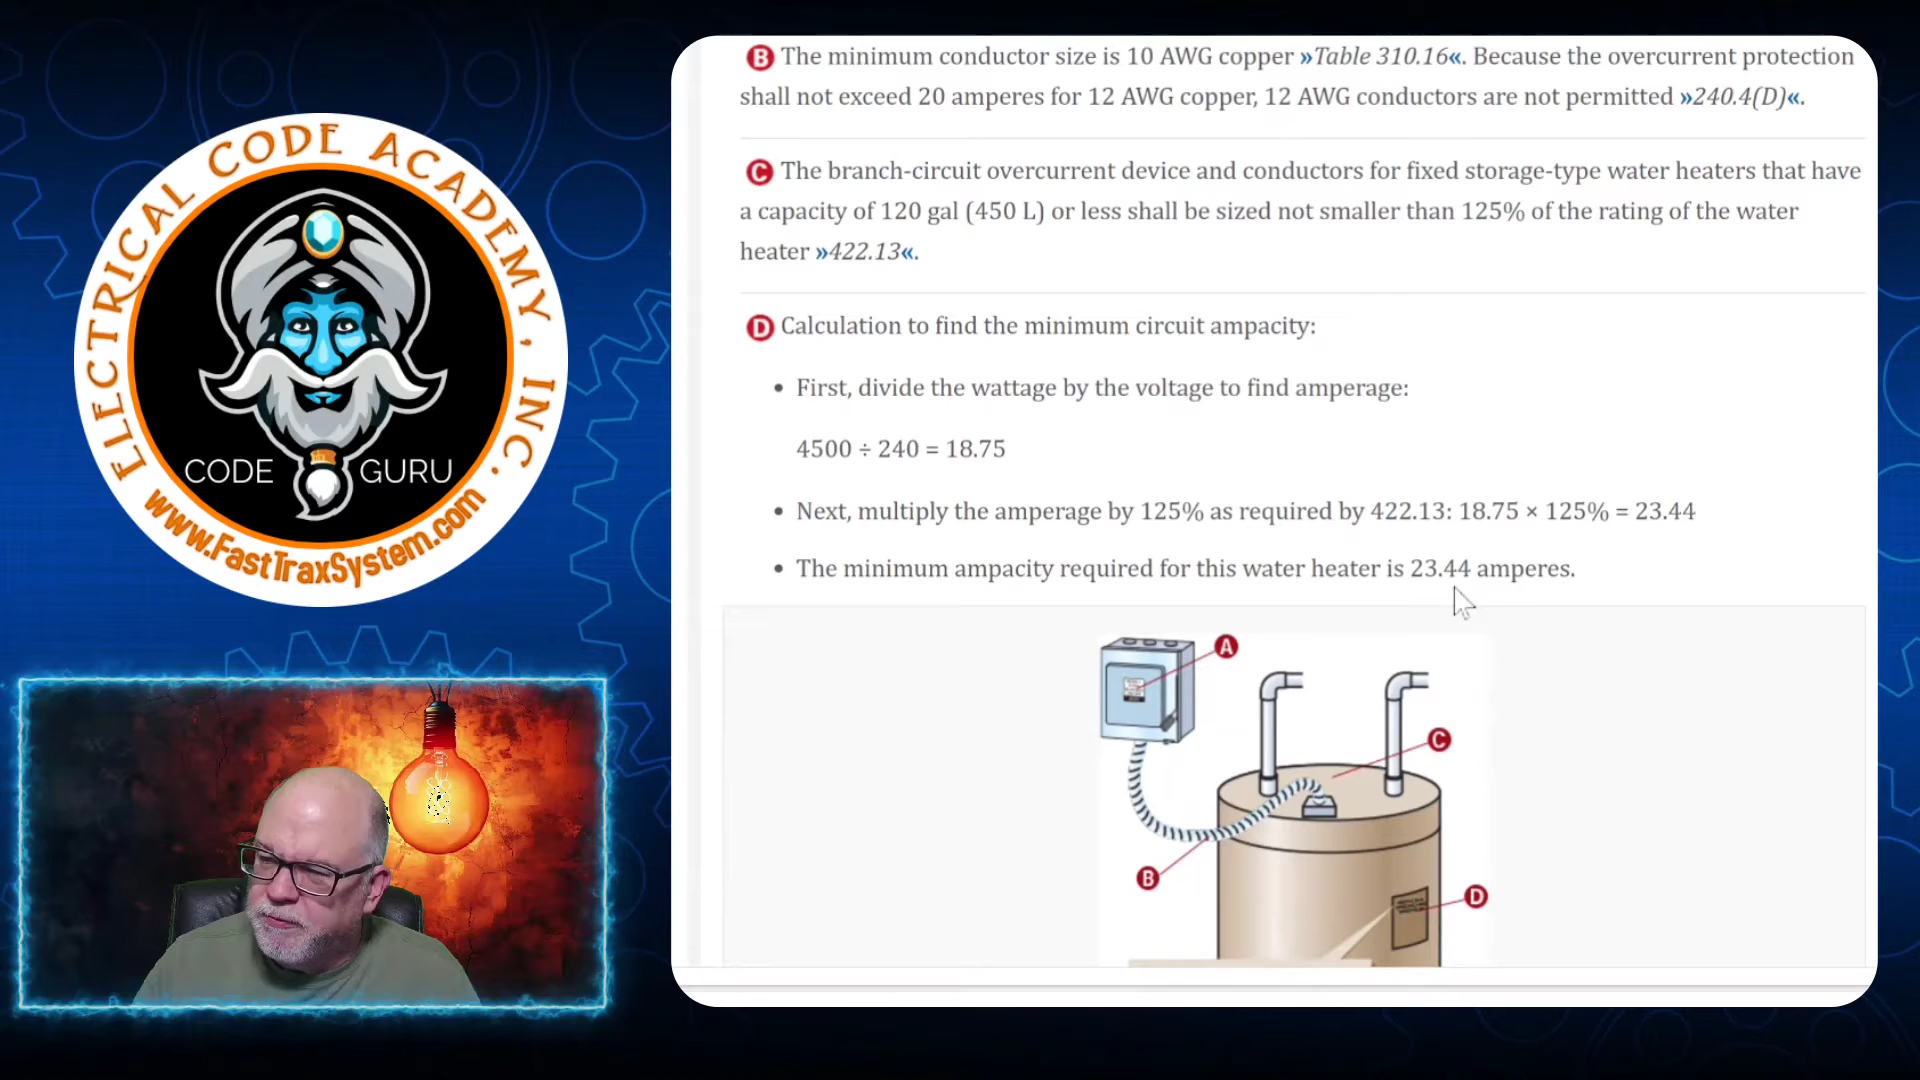 ELECTRICAL CODE ACADEMY, INC.
CODE GURU
www.FastTraxSystem.com
B The minimum conductor size is 10 AWG copper »Table 310.16«. Because the overcurrent protection
shall not exceed 20 amperes for 12 AWG copper, 12 AWG conductors are not permitted »240.4(D)«.
C The branch-circuit overcurrent device and conductors for fixed storage-type water heaters that have
a capacity of 120 gal (450 L) or less shall be sized not smaller than 125% of the rating of the water
heater »422.13«.
D Calculation to find the minimum circuit ampacity:
• First, divide the wattage by the voltage to find amperage:
4500 ÷ 240 = 18.75
• Next, multiply the amperage by 125% as required by 422.13: 18.75 × 125% = 23.44
• The minimum ampacity required for this water heater is 23.44 amperes.
A
C
B
D